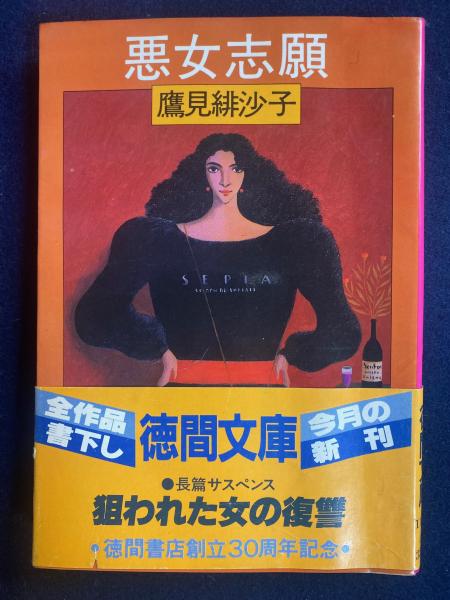 悪女志願
鷹見緋沙子
SEPIA
全作品
書下し
徳間文庫
今月の
新刊
●長篇サスペンス
狙われた女の復讐
●徳間書店創立30周年記念●